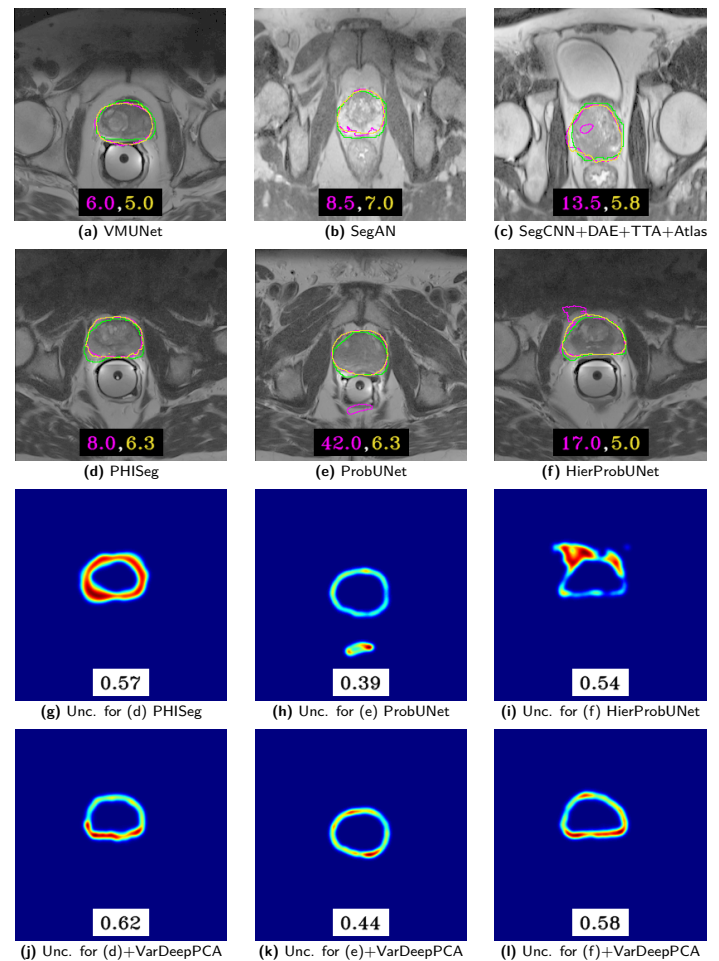 6.0,5.0
8.5,7.0
13.5,5.8
(a) VMUNet
(b) SegAN
(c) SegCNN+DAE+TTA+Atlas
8.0,6.3
42.0,6.3
17.0,5.0
(d) PHISeg
(e) ProbUNet
(f) HierProbUNet
0.57
0.39
0.54
(g) Unc. for (d) PHISeg
(h) Unc. for (e) ProbUNet
(i) Unc. for (f) HierProbUNet
0.62
0.44
0.58
(j) Unc. for (d)+VarDeepPCA
(k) Unc. for (e)+VarDeepPCA
(l) Unc. for (f)+VarDeepPCA